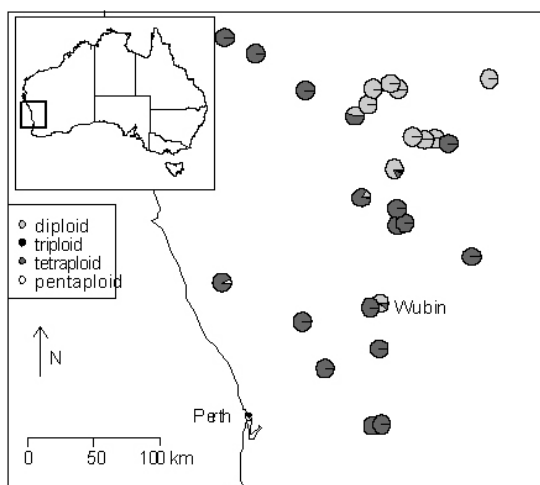 diploid
triploid
tetraploid
pentaploid
N
Wubin
Perth
0 50 100 km